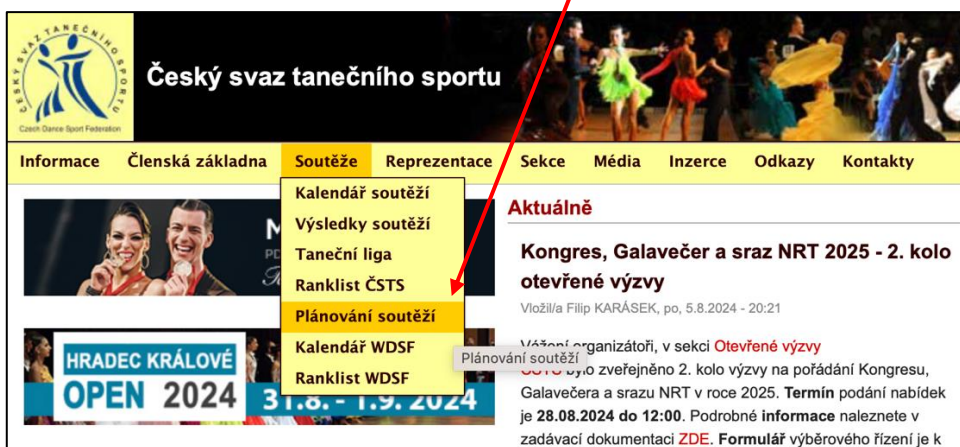 ČESKÝ SVAZ TANEČNÍHO SPORTU
Czech Dance Sport Federation
Český svaz tanečního sportu
Informace Členská základna Soutěže Reprezentace Sekce Média Inzerce Odkazy Kontakty
Kalendář soutěží
Výsledky soutěží
Taneční liga
Ranklist ČSTS
Plánování soutěží
Kalendář WDSF
Ranklist WDSF
Plánování soutěží
HRADEC KRÁLOVÉ
OPEN 2024
31.8. - 1.9. 2024
Aktuálně
Kongres, Galavečer a sraz NRT 2025 - 2. kolo
otevřené výzvy
Vložil/a Filip KARÁSEK, po, 5.8.2024 - 20:21
Vážení organizátoři, v sekci Otevřené výzvy
ČSTS bylo zveřejněno 2. kolo výzvy na pořádání Kongresu,
Galavečera a srazu NRT v roce 2025. Termín podání nabídek
je 28.08.2024 do 12:00. Podrobné informace naleznete v
zadávací dokumentaci ZDE. Formulář výběrového řízení je k